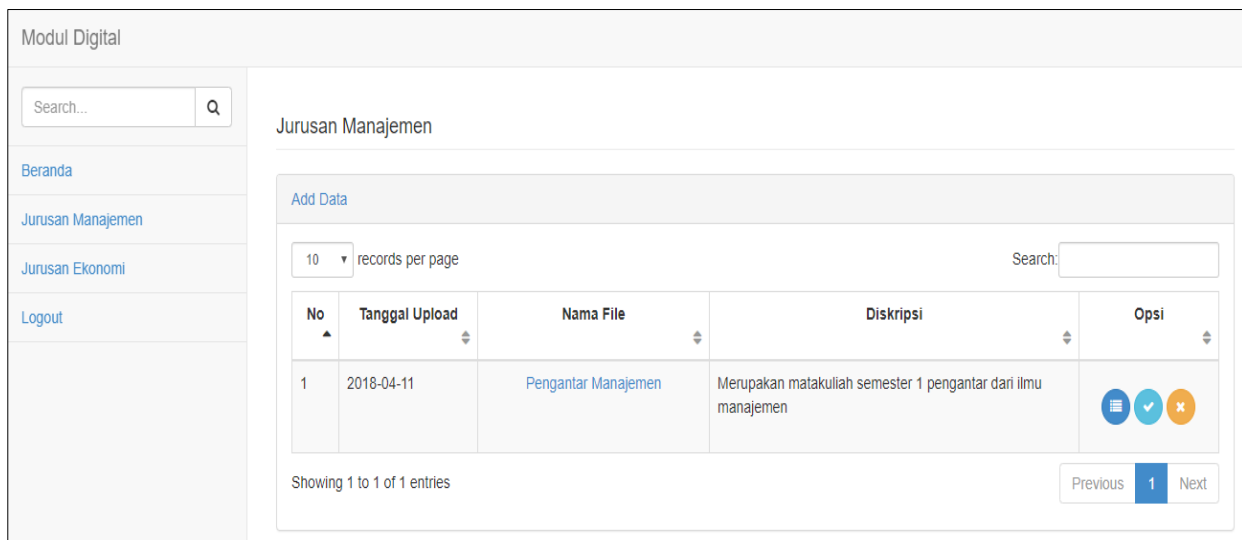 Modul Digital
Search...
Beranda
Jurusan Manajemen
Jurusan Ekonomi
Logout
Jurusan Manajemen
Add Data
10 records per page
Search:
No Tanggal Upload Nama File Diskripsi Opsi
1 2018-04-11 Pengantar Manajemen Merupakan matakuliah semester 1 pengantar dari ilmu
manajemen
Showing 1 to 1 of 1 entries
Previous 1 Next